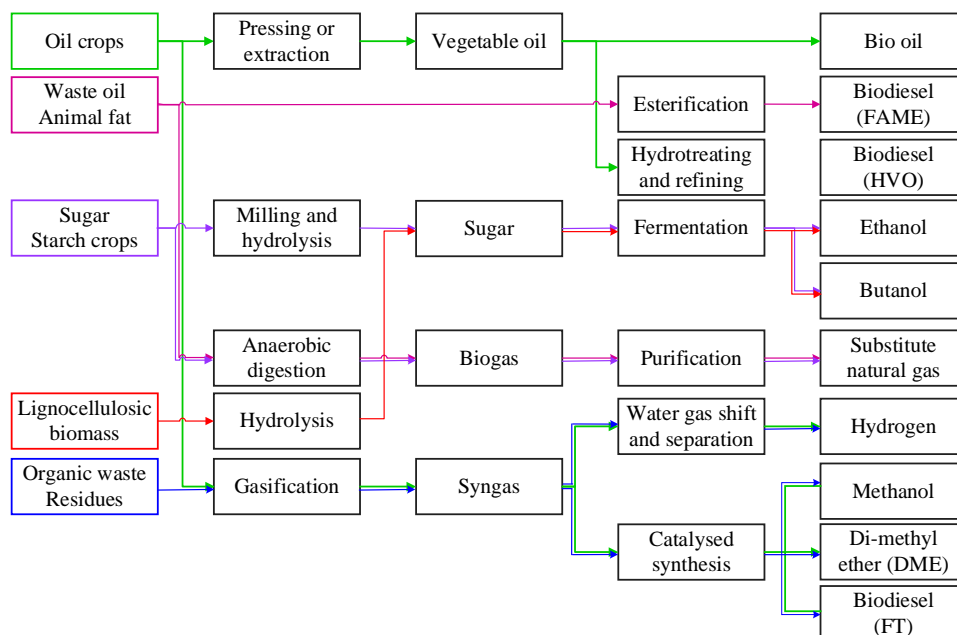 Oil crops
Pressing or
extraction
Vegetable oil
Bio oil
Waste oil
Animal fat
Esterification
Biodiesel
(FAME)
Hydrotreating
and refining
Biodiesel
(HVO)
Sugar
Starch crops
Milling and
hydrolysis
Sugar
Fermentation
Ethanol
Butanol
Anaerobic
digestion
Biogas
Purification
Substitute
natural gas
Lignocellulosic
biomass
Hydrolysis
Water gas shift
and separation
Hydrogen
Organic waste
Residues
Gasification
Syngas
Methanol
Catalysed
synthesis
Di-methyl
ether (DME)
Biodiesel
(FT)